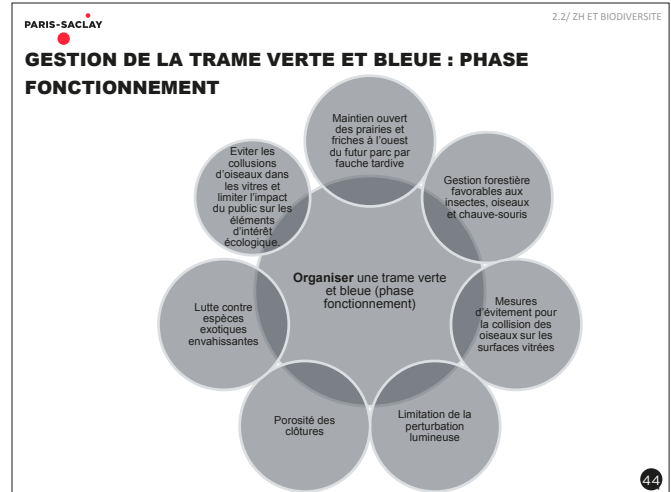 PARIS-SACLAY
2.2/ ZH ET BIODIVERSITE
GESTION DE LA TRAME VERTE ET BLEUE : PHASE
FONCTIONNEMENT
Maintien ouvert
des prairies et
friches à l'ouest
du futur parc par
fauche tardive
Gestion forestière
favorables aux
insectes, oiseaux
et chauve-souris
Mesures
d'évitement pour
la collision des
oiseaux sur les
surfaces vitrées
Limitation de la
perturbation
lumineuse
Porosité des
clôtures
Lutte contre
espèces
exotiques
envahissantes
Eviter les
collusions
d'oiseaux dans
les vitres et
limiter l'impact
du public sur les
éléments
d'intérêt
écologique.
Organiser une trame verte
et bleue (phase
fonctionnement)
44